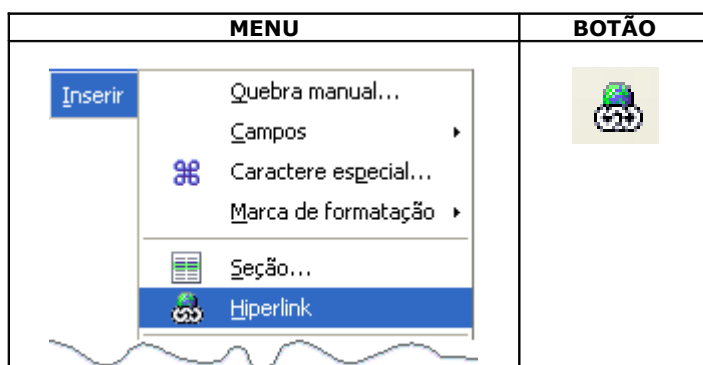 MENU
BOTÃO
Inserir
Quebra manual...
Campos
Caractere especial...
Marca de formatação
Seção...
Hiperlink